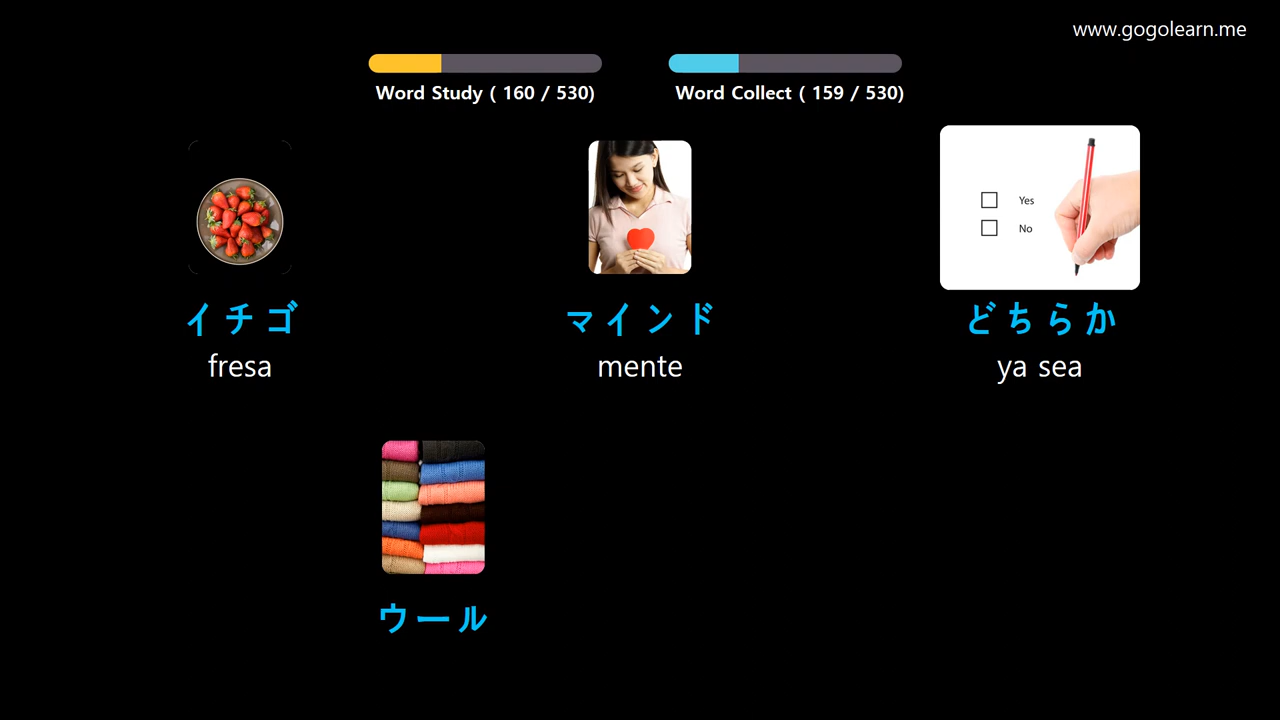 www.gogolearn.me
Word Study ( 160 / 530)
Word Collect ( 159 / 530)
Yes
No
イチゴ
マインド
どちらか
fresa
mente
ya sea
ウール